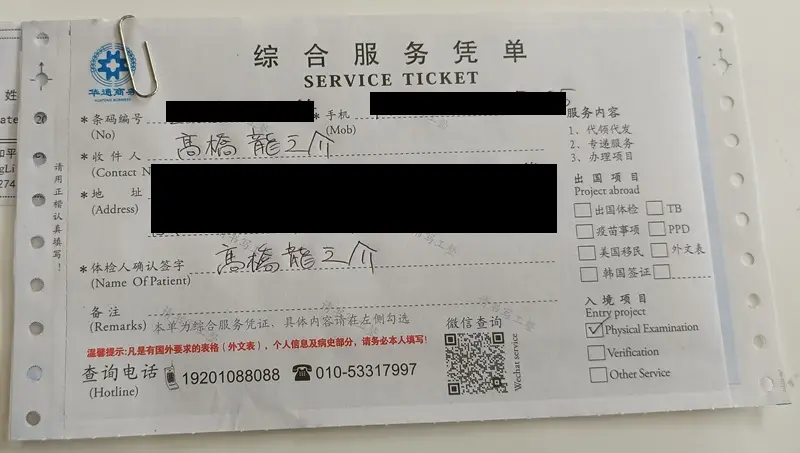 综合服务凭单
SERVICE TICKET
华通商务
HUATONG BUSINESS
*条码编号
(No)
*手机
(Mob)
*收件人 髙橋 龍之介
(Contact N
*地址
(Address)
*体检人确认签字 髙橋龍之介
(Name Of Patient)
备注
(Remarks) 本单为综合服务凭证，具体内容请在左侧勾选
温馨提示:凡是有国外要求的表格（外文表），个人信息及病史部分，请务必本人填写!
查询电话 19201088088 010-53317997
(Hotline)
微信查询
Wechat service
服务内容
1、代领代发
2、专递服务
3、办理项目
出国项目
Project abroad
出国体检 TB
疫苗事项 PPD
美国移民 外文表
韩国签证
入境项目
Entry project
Physical Examination
Verification
Other Service
请用正楷认真填写！
姓
ate
和平
gLi
274